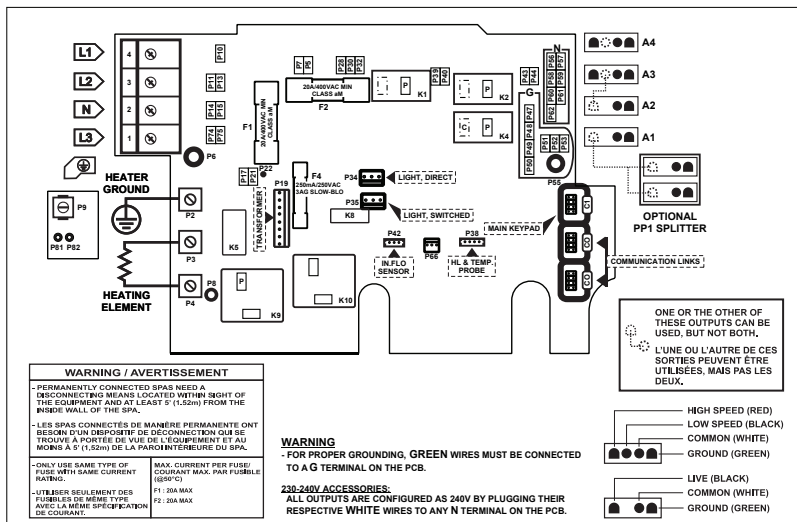 L1
L2
N
L3
4
3
2
1
P10
P11
P13
P14
P15
P74
P75
P6
P7
P5
P28
P30
P32
20A/400VAC MIN
CLASS aM
F2
F1
20A/400VAC MIN
CLASS aM
P
K1
P39
P40
P
K2
C
P
K4
P43
P44
N
P56
P57
P58
P59
P60
P61
P62
G
P47
P48
P49
P50
P51
P52
P53
P55
A4
A3
A2
A1
OPTIONAL
PP1 SPLITTER
P17
P21
P22
P19
TRANSFORMER
F4
250mA/250VAC
3AG SLOW-BLO
P34
LIGHT, DIRECT
P35
K8
LIGHT, SWITCHED
MAIN KEYPAD
C1
CO
CO
COMMUNICATION LINKS
P42
IN.FLO
SENSOR
P66
P38
HL & TEMP.
PROBE
HEATER
GROUND
P9
P81
P82
P2
P3
P4
P8
HEATING
ELEMENT
K5
P
K9
K10
ONE OR THE OTHER OF
THESE OUTPUTS CAN BE
USED, BUT NOT BOTH.
L'UNE OU L'AUTRE DE CES
SORTIES PEUVENT ÊTRE
UTILISÉES, MAIS PAS LES
DEUX.
WARNING / AVERTISSEMENT
- PERMANENTLY CONNECTED SPAS NEED A
DISCONNECTING MEANS LOCATED WITHIN SIGHT OF
THE EQUIPMENT AND AT LEAST 5' (1.52m) FROM THE
INSIDE WALL OF THE SPA.
- LES SPAS CONNECTÉS DE MANIÈRE PERMANENTE ONT
BESOIN D'UN DISPOSITIF DE DÉCONNECTION QUI SE
TROUVE À PORTÉE DE VUE DE L'ÉQUIPEMENT ET AU
MOINS À 5' (1,52m) DE LA PAROI INTÉRIEURE DU SPA.
- ONLY USE SAME TYPE OF
FUSE WITH SAME CURRENT
RATING.
- UTILISER SEULEMENT DES
FUSIBLES DE MÊME TYPE
AVEC LA MÊME SPÉCIFICATION
DE COURANT.
MAX. CURRENT PER FUSE/
COURANT MAX. PAR FUSIBLE
(@50°C)
F1 : 20A MAX
F2 : 20A MAX
WARNING
- FOR PROPER GROUNDING, GREEN WIRES MUST BE CONNECTED
TO A G TERMINAL ON THE PCB.
230-240V ACCESSORIES:
ALL OUTPUTS ARE CONFIGURED AS 240V BY PLUGGING THEIR
RESPECTIVE WHITE WIRES TO ANY N TERMINAL ON THE PCB.
HIGH SPEED (RED)
LOW SPEED (BLACK)
COMMON (WHITE)
GROUND (GREEN)
LIVE (BLACK)
COMMON (WHITE)
GROUND (GREEN)